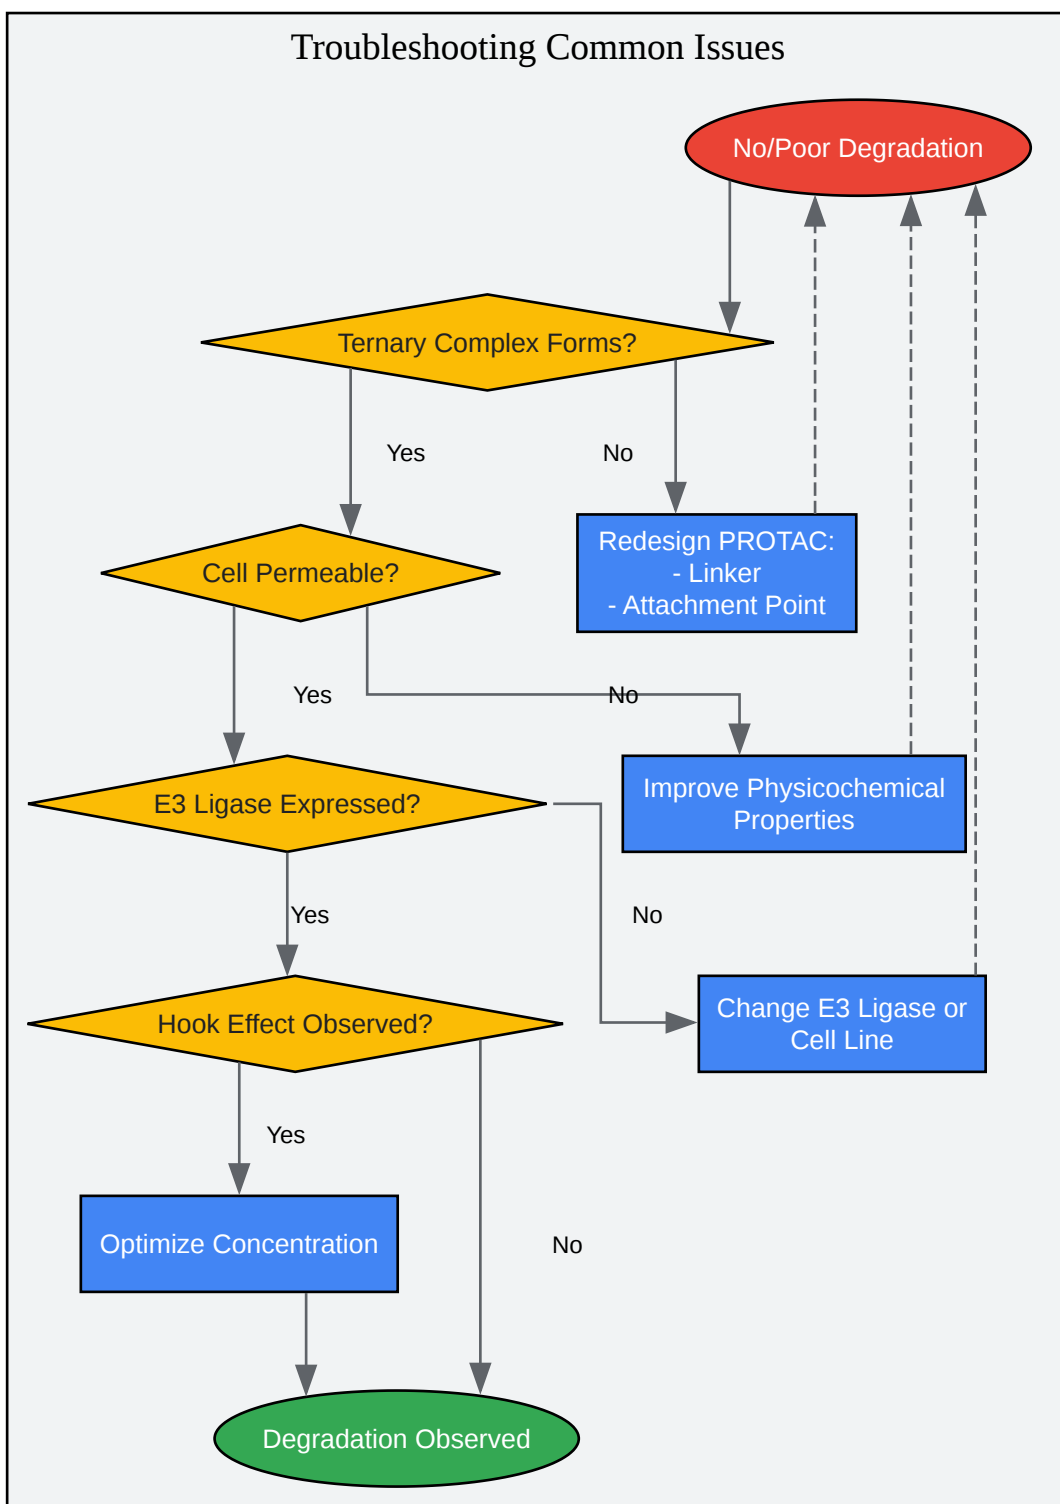 Troubleshooting Common Issues
No/Poor Degradation
Ternary Complex Forms?
Yes
No
Redesign PROTAC:
- Linker
- Attachment Point
Cell Permeable?
Yes
No
Improve Physicochemical
Properties
E3 Ligase Expressed?
Yes
No
Change E3 Ligase or
Cell Line
Hook Effect Observed?
Yes
No
Optimize Concentration
Degradation Observed